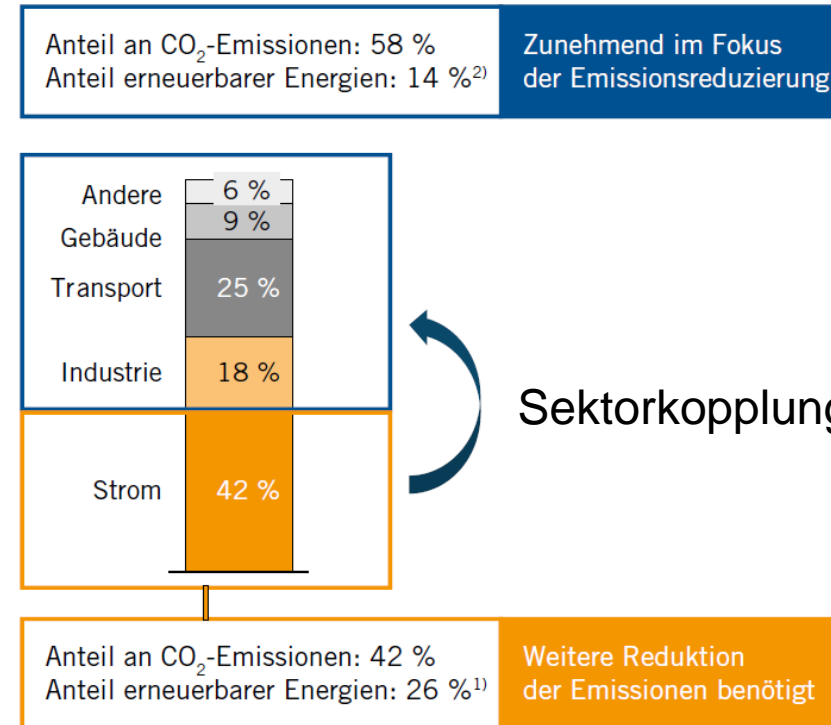 Anteil an CO₂-Emissionen: 58 %
Anteil erneuerbarer Energien: 14 %²⁾
Zunehmend im Fokus
der Emissionsreduzierung
Andere 6 %
Gebäude 9 %
Transport 25 %
Industrie 18 %
Sektorkopplung
Strom 42 %
Anteil an CO₂-Emissionen: 42 %
Anteil erneuerbarer Energien: 26 %¹⁾
Weitere Reduktion
der Emissionen benötigt